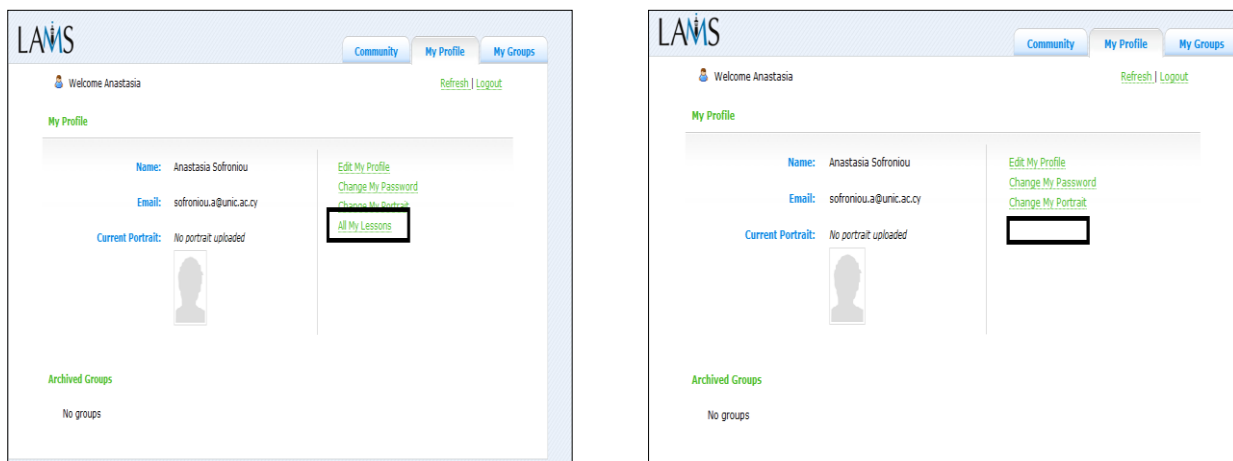 LAMS
Community My Profile My Groups
Welcome Anastasia
Refresh | Logout
My Profile
Name: Anastasia Sofroniou
Email: sofroniou.a@unic.ac.cy
Current Portrait: No portrait uploaded
Edit My Profile
Change My Password
Change My Portrait
All My Lessons
Archived Groups
No groups
LAMS
Community My Profile My Groups
Welcome Anastasia
Refresh | Logout
My Profile
Name: Anastasia Sofroniou
Email: sofroniou.a@unic.ac.cy
Current Portrait: No portrait uploaded
Edit My Profile
Change My Password
Change My Portrait
Archived Groups
No groups